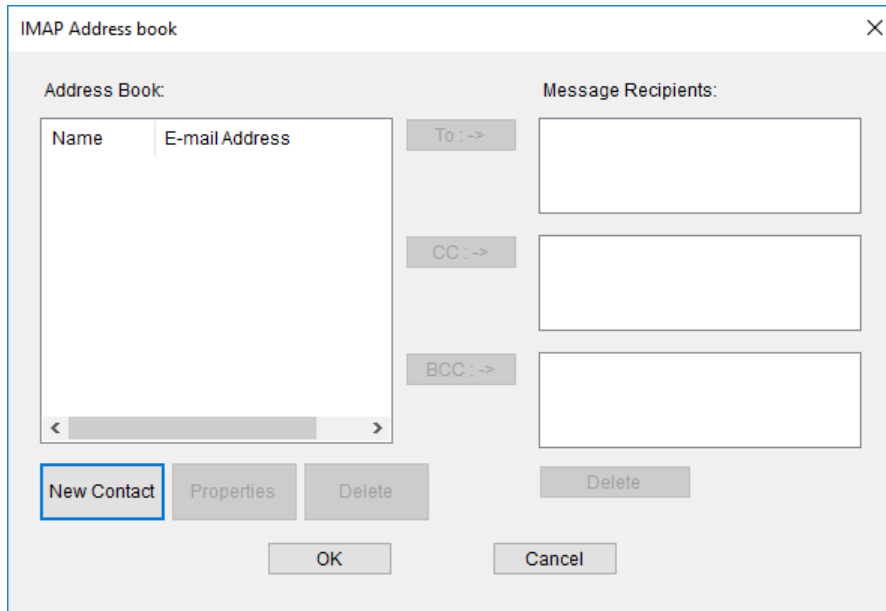 IMAP Address book
Address Book:
Message Recipients:
Name E-mail Address
To : ->
CC : ->
BCC : ->
New Contact Properties Delete
Delete
OK Cancel